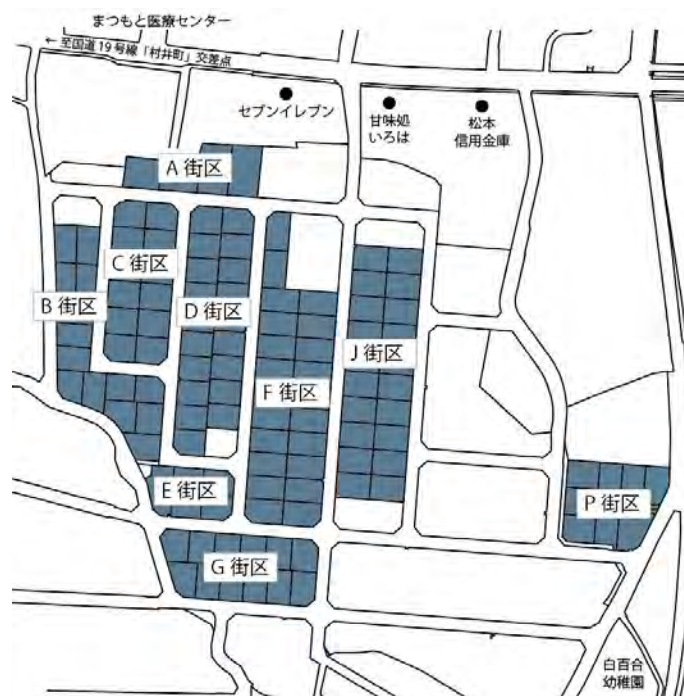 まつもと医療センター
← 至国道19号線「村井町」交差点
セブンイレブン
甘味処
いろは
松本
信用金庫
A 街区
C 街区
B 街区
D 街区
J 街区
F 街区
E 街区
P 街区
G 街区
白百合
幼稚園